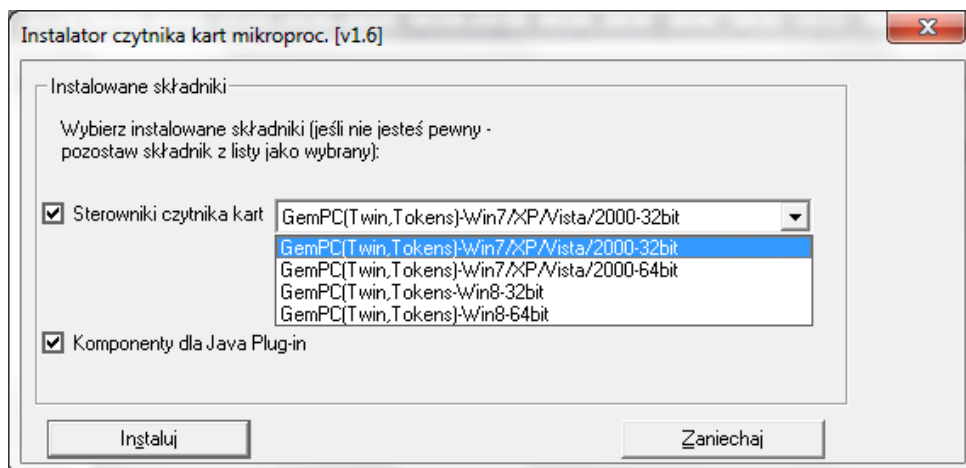 Instalator czytnika kart mikroproc. [v1.6]
Instalowane składniki
Wybierz instalowane składniki (jeśli nie jesteś pewny -
pozostaw składnik z listy jako wybrany):
Sterowniki czytnika kart
GemPC(Twin,Tokens)-Win7/XP/Vista/2000-32bit
GemPC(Twin,Tokens)-Win7/XP/Vista/2000-32bit
GemPC(Twin,Tokens)-Win7/XP/Vista/2000-64bit
GemPC(Twin,Tokens-Win8-32bit
GemPC(Twin,Tokens)-Win8-64bit
Komponenty dla Java Plug-in
Instaluj
Zaniechaj